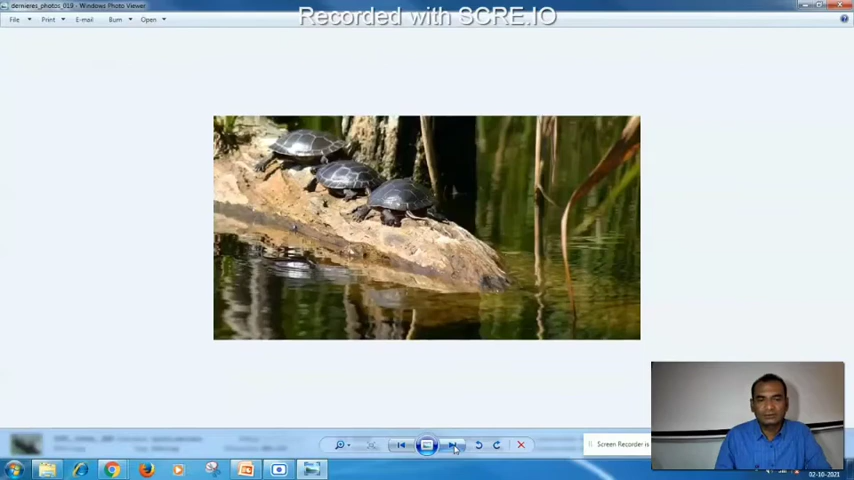 dernieres_photos_019 - Windows Photo Viewer
Recorded with SCRE.IO
File Print E-mail Burn Open
Screen Recorder is
02-10-2021